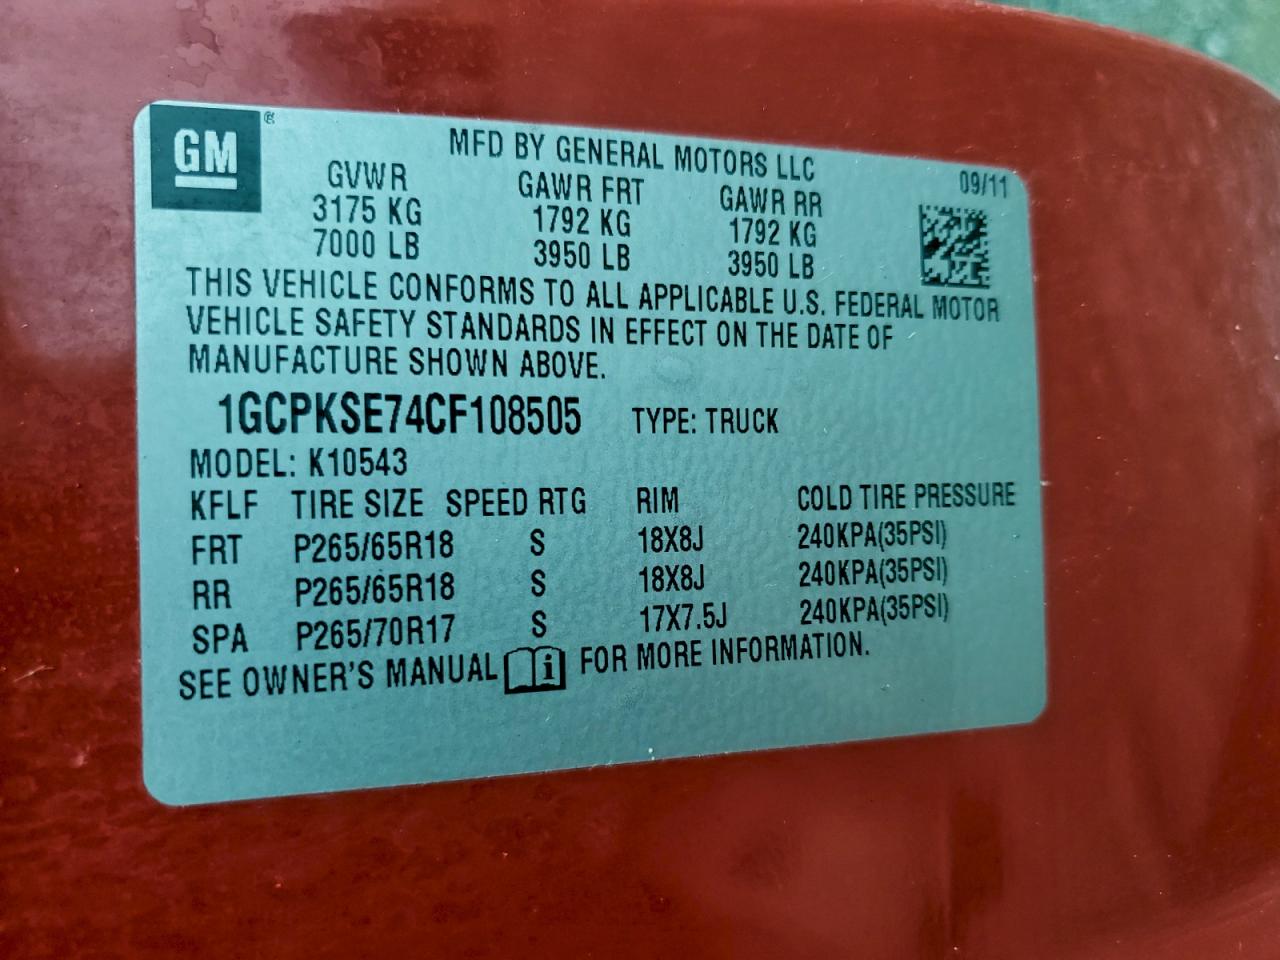 GM ®
MFD BY GENERAL MOTORS LLC
09/11
GVWR GAWR FRT GAWR RR
3175 KG 1792 KG 1792 KG
7000 LB 3950 LB 3950 LB
THIS VEHICLE CONFORMS TO ALL APPLICABLE U.S. FEDERAL MOTOR
VEHICLE SAFETY STANDARDS IN EFFECT ON THE DATE OF
MANUFACTURE SHOWN ABOVE.
1GCPKSE74CF108505 TYPE: TRUCK
MODEL: K10543
KFLF TIRE SIZE SPEED RTG RIM COLD TIRE PRESSURE
FRT P265/65R18 S 18X8J 240KPA(35PSI)
RR P265/65R18 S 18X8J 240KPA(35PSI)
SPA P265/70R17 S 17X7.5J 240KPA(35PSI)
SEE OWNER'S MANUAL i FOR MORE INFORMATION.